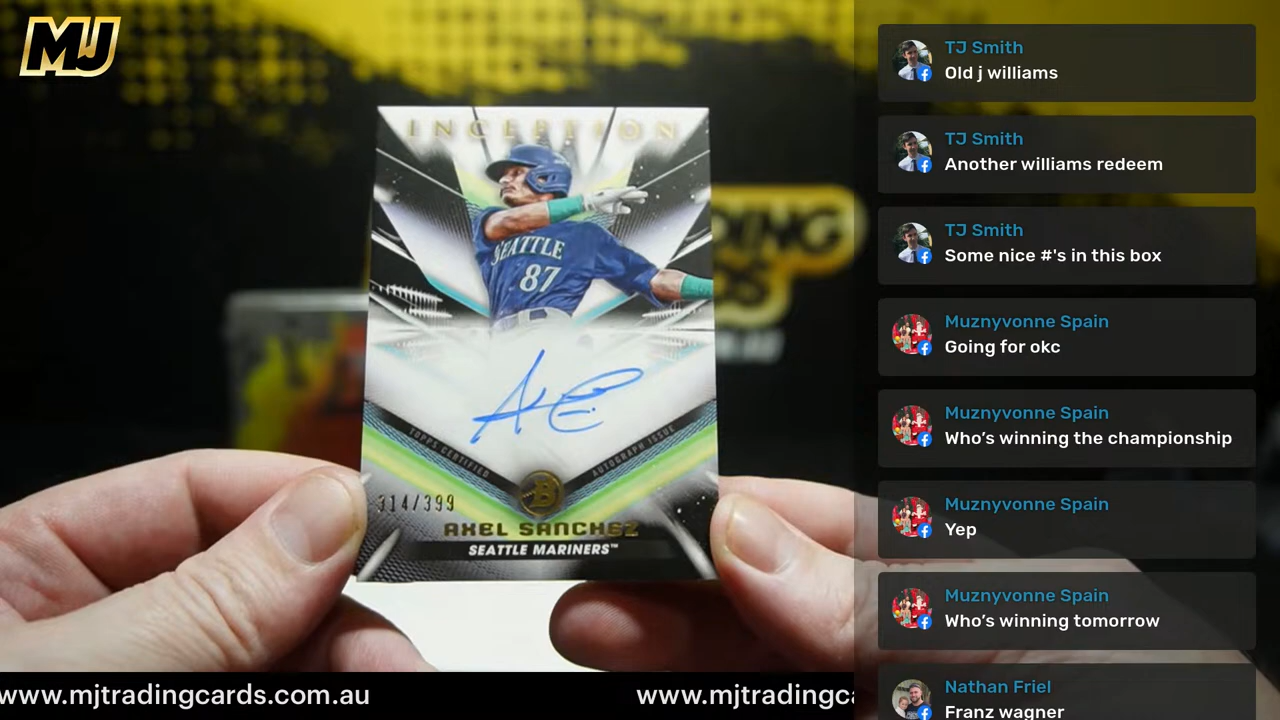 MJ
INCEPTION
SEATTLE
87
TOPPS CERTIFIED
AUTOGRAPH ISSUE
B
314/399
AXEL SANCHEZ
SEATTLE MARINERS™
www.mjtradingcards.com.au
www.mjtradingca
TJ Smith
Old j williams
TJ Smith
Another williams redeem
TJ Smith
Some nice #'s in this box
Muznyvonne Spain
Going for okc
Muznyvonne Spain
Who’s winning the championship
Muznyvonne Spain
Yep
Muznyvonne Spain
Who’s winning tomorrow
Nathan Friel
Franz wagner